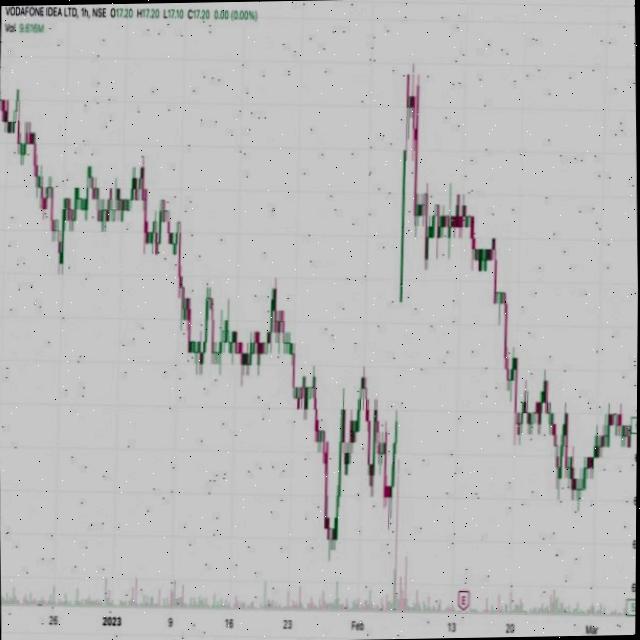 VODAFONE IDEA LTD, 1h, NSE O17.20 H17.20 L17.10 C17.20 0.00 (0.00%)
Vol 9.616M
E
26 2023 9 16 23 Feb 13 20 Mar